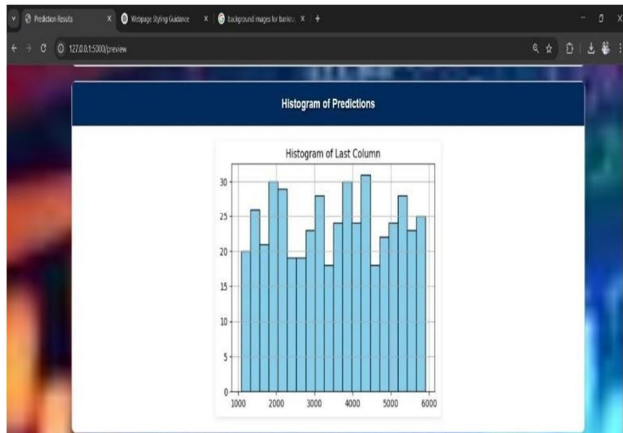 Prediction Results
Webpage Styling Guidance
background images for bankru
127.0.0.1:5000/preview
Histogram of Predictions
Histogram of Last Column
30
25
20
15
10
5
0
1000 2000 3000 4000 5000 6000